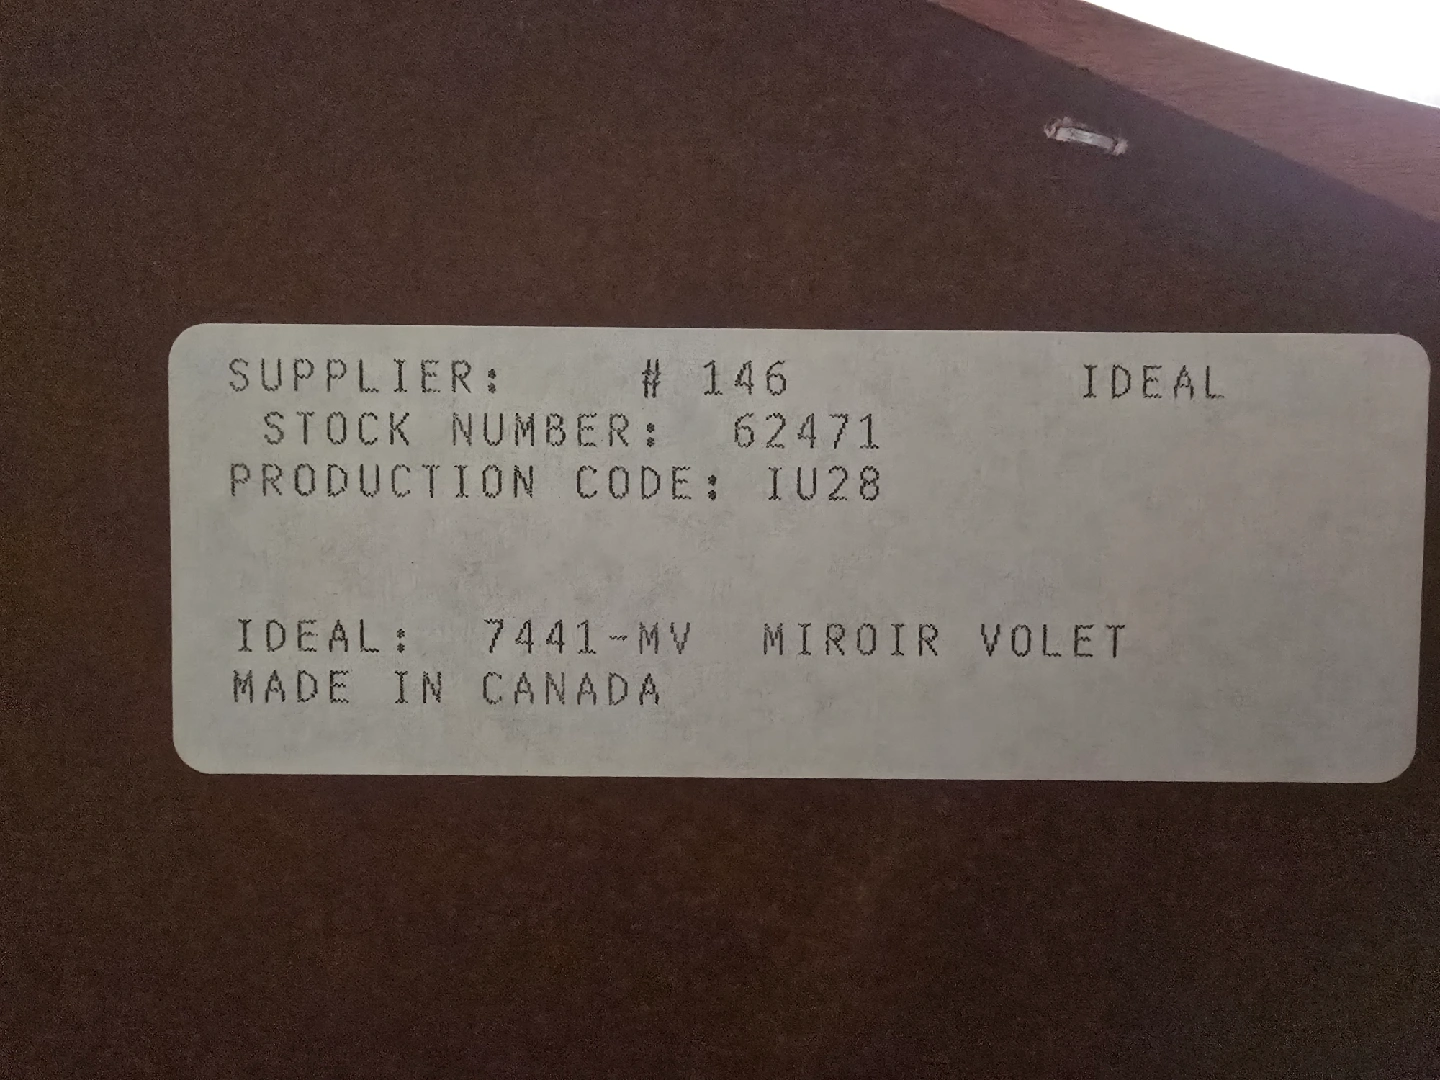 SUPPLIER: # 146 IDEAL
STOCK NUMBER: 62471
PRODUCTION CODE: IU28
IDEAL: 7441-MV MIROIR VOLET
MADE IN CANADA